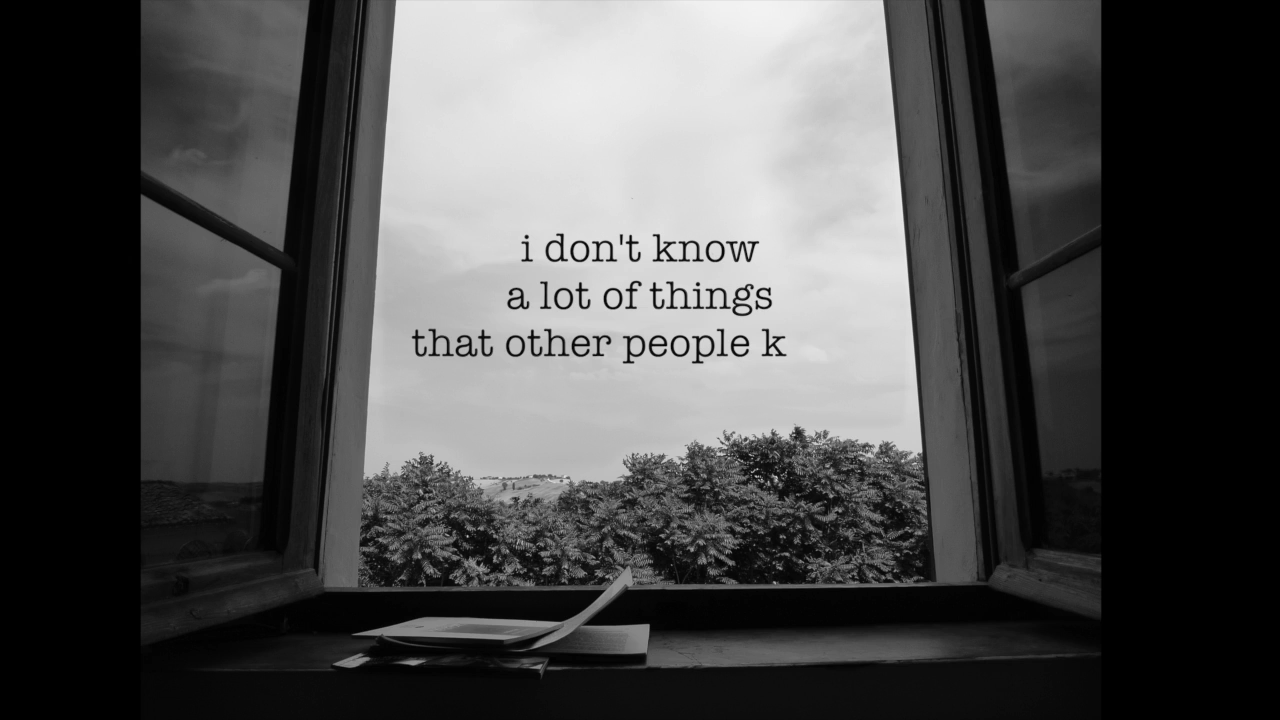 i don't know
a lot of things
that other people k